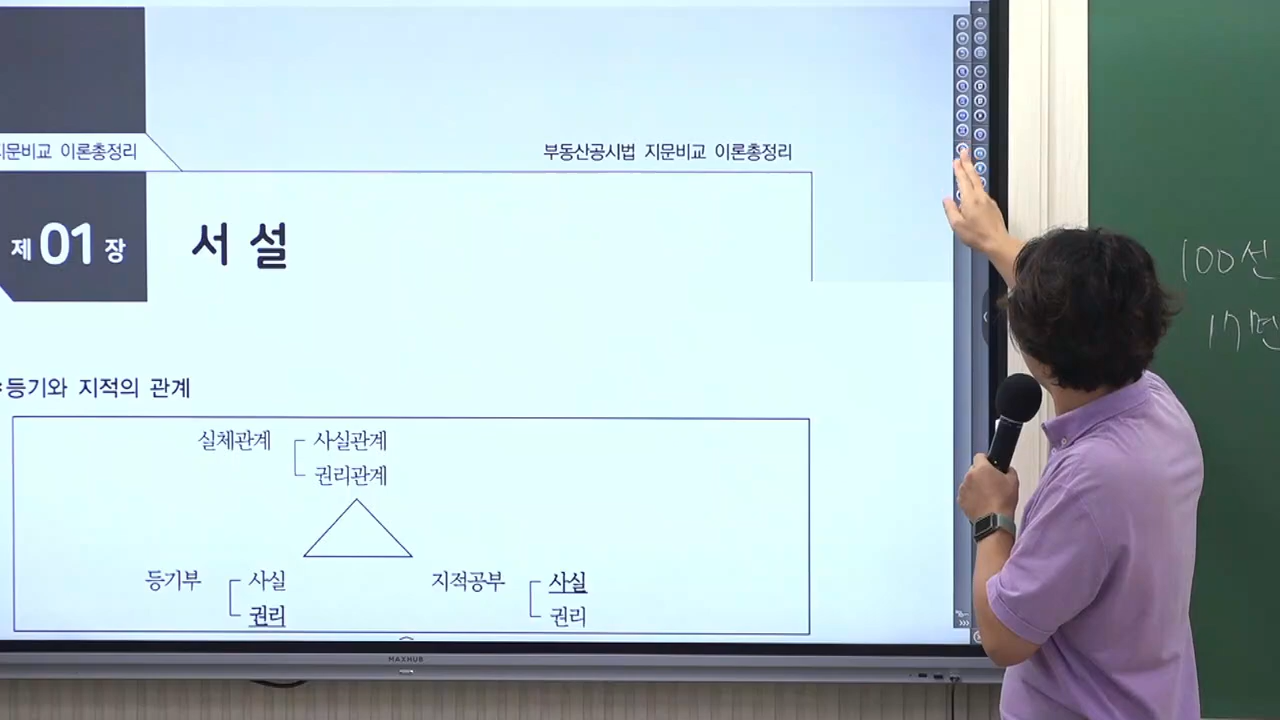 지문비교 이론총정리
부동산공시법 지문비교 이론총정리
제 01 장 서 설
등기와 지적의 관계
실체관계 사실관계
권리관계
등기부 사실
권리
지적공부 사실
권리
MAXHUB
100선
17면